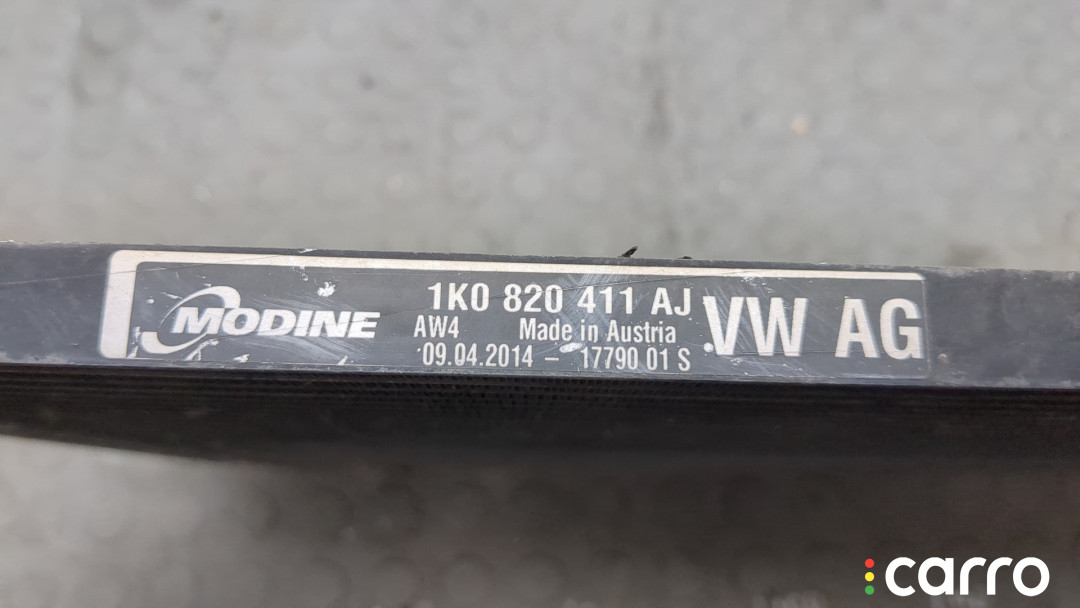 MODINE
1K0 820 411 AJ
AW4 Made in Austria
09.04.2014 - 17790 01 S
VW AG
carro